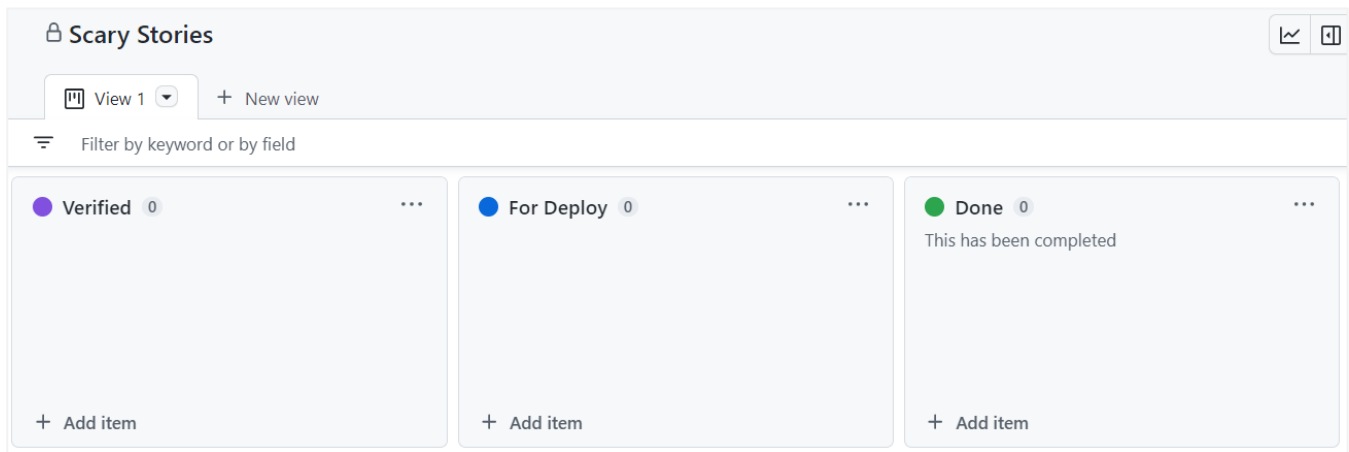 Scary Stories
View 1 + New view
Filter by keyword or by field
Verified 0 ...
For Deploy 0 ...
Done 0 ...
This has been completed
+ Add item
+ Add item
+ Add item